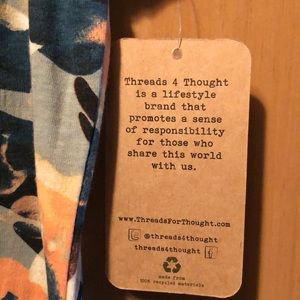 Threads 4 Thought
is a lifestyle
brand that
promotes a sense
of responsibility
for those who
share this world
with us.
www.ThreadsForThought.com
@threads4thought
threads4thought
made from
100% recycled materials